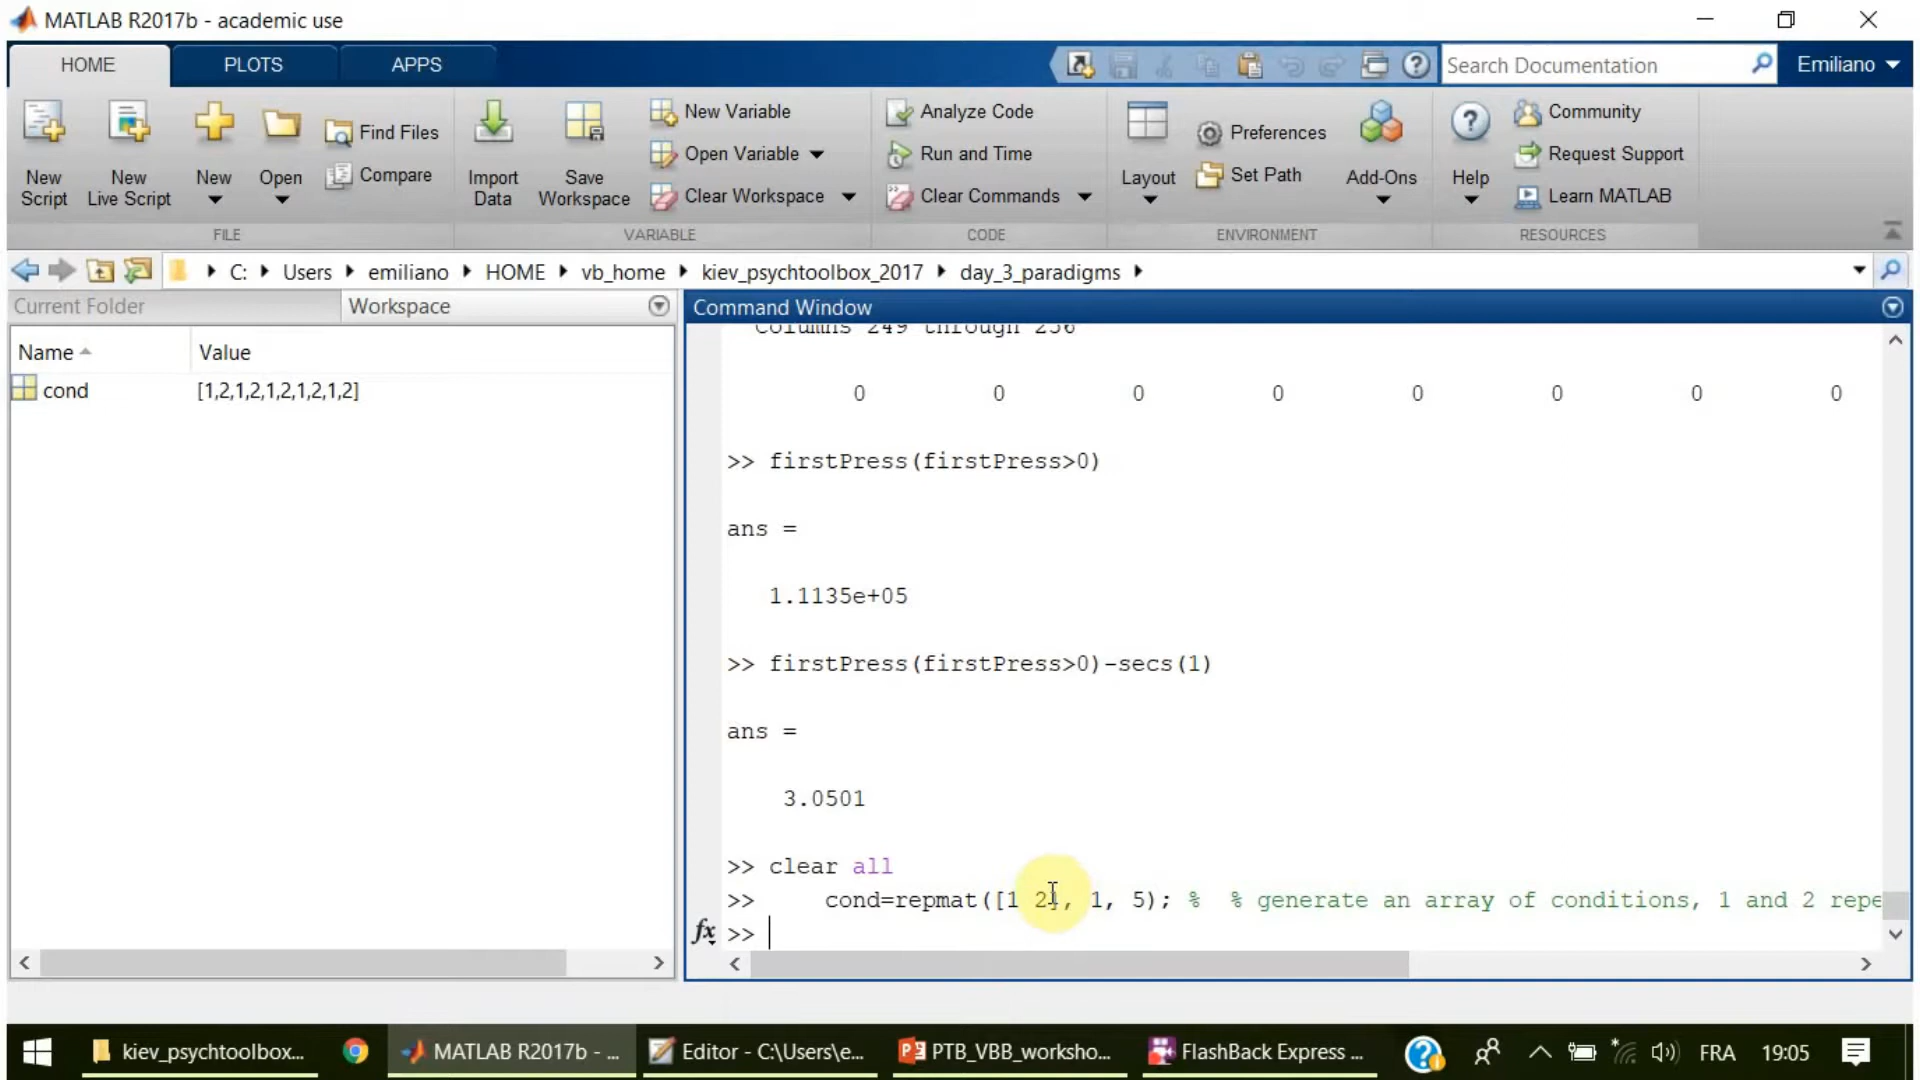 MATLAB R2017b - academic use
HOME PLOTS APPS Search Documentation Emiliano
New Script
New Live Script
New
Open
Find Files
Compare
Import Data
Save Workspace
New Variable
Open Variable
Clear Workspace
Analyze Code
Run and Time
Clear Commands
Layout
Preferences
Set Path
Add-Ons
Help
Community
Request Support
Learn MATLAB
FILE VARIABLE CODE ENVIRONMENT RESOURCES
C: Users emiliano HOME vb_home kiev_psychtoolbox_2017 day_3_paradigms
Current Folder Workspace
Name Value
cond [1,2,1,2,1,2,1,2,1,2]
Command Window
Columns 249 through 256
0 0 0 0 0 0 0 0
>> firstPress(firstPress>0)
ans =
1.1135e+05
>> firstPress(firstPress>0)-secs(1)
ans =
3.0501
>> clear all
>> cond=repmat([1 2], 1, 5); % % generate an array of conditions, 1 and 2 repe
fx >>
kiev_psychtoolbox... MATLAB R2017b - ... Editor - C:\Users\e... PTB_VBB_worksho... FlashBack Express ... FRA 19:05